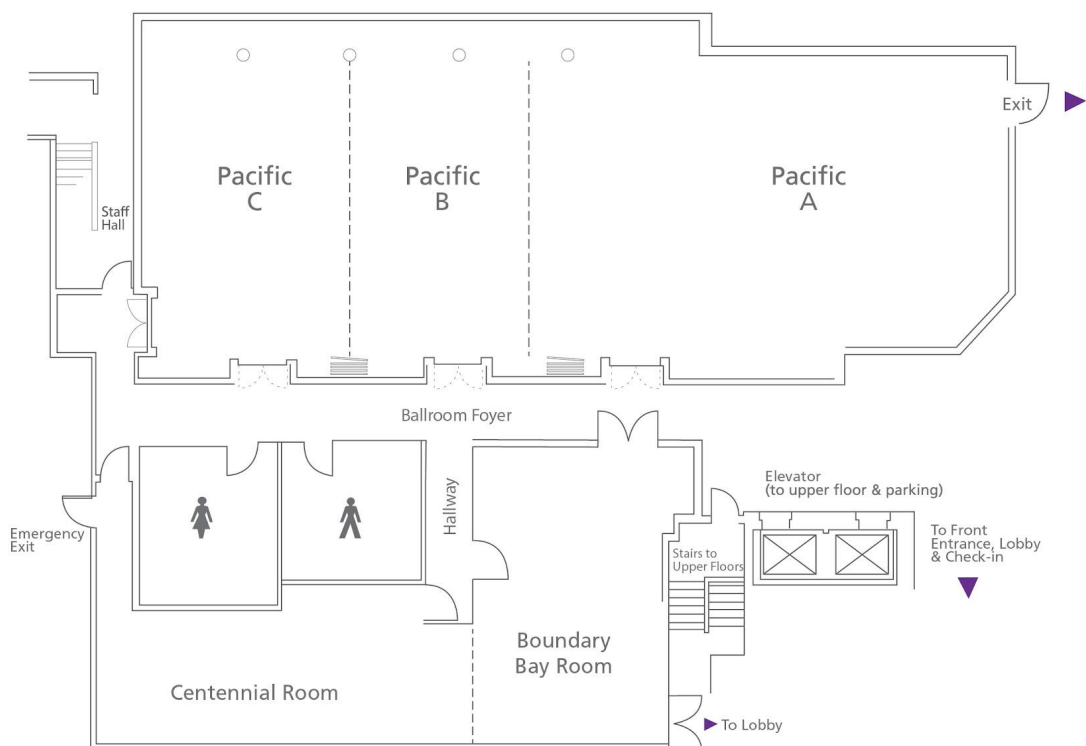 Exit
Pacific
C
Pacific
B
Pacific
A
Staff
Hall
Ballroom Foyer
Elevator
(to upper floor & parking)
Hallway
Emergency
Exit
To Front
Entrance, Lobby
& Check-in
Stairs to
Upper Floors
Boundary
Bay Room
Centennial Room
To Lobby